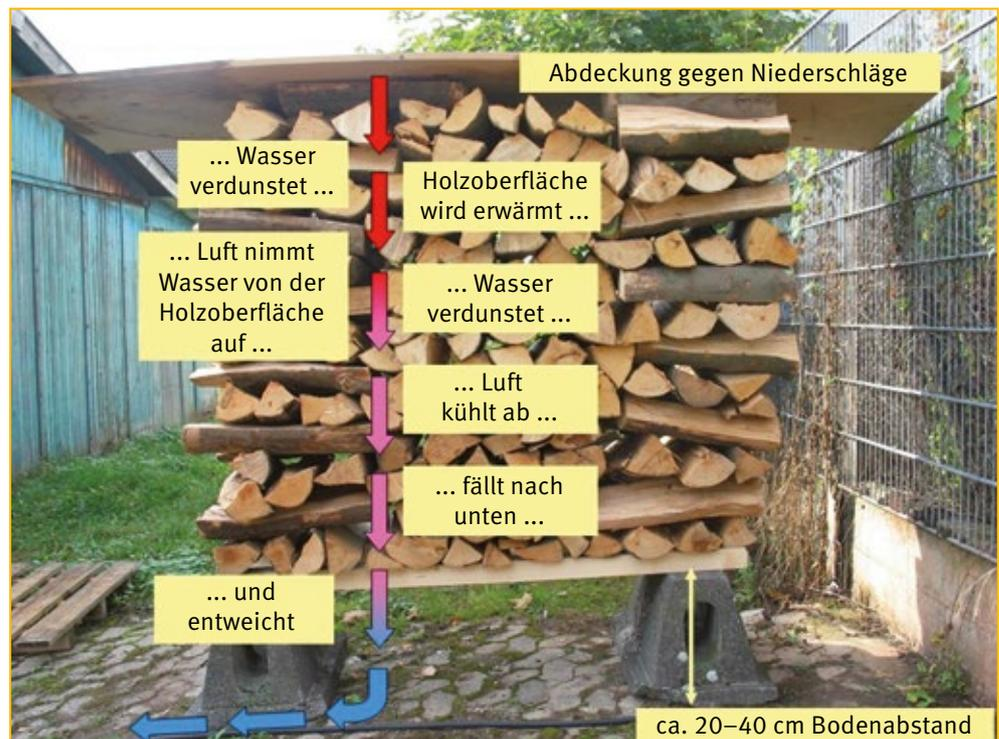 Abdeckung gegen Niederschläge
... Wasser
verdunstet ...
Holzoberfläche
wird erwärmt ...
... Luft nimmt
Wasser von der
Holzoberfläche
auf ...
... Wasser
verdunstet ...
... Luft
kühlt ab ...
... fällt nach
unten ...
... und
entweicht
ca. 20–40 cm Bodenabstand